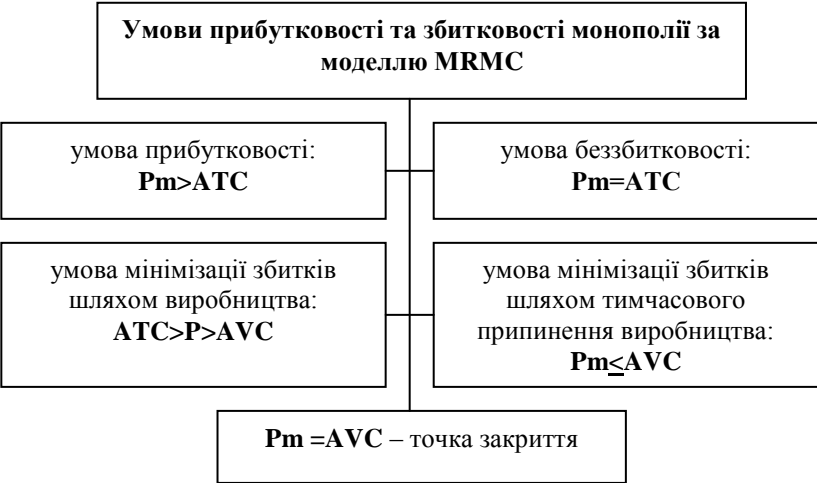 Умови прибутковості та збитковості монополії за
моделлю MRMC
умова прибутковості:
Pm>ATC
умова беззбитковості:
Pm=ATC
умова мінімізації збитків
шляхом виробництва:
ATC>P>AVC
умова мінімізації збитків
шляхом тимчасового
припинення виробництва:
Pm≤AVC
Pm =AVC – точка закриття